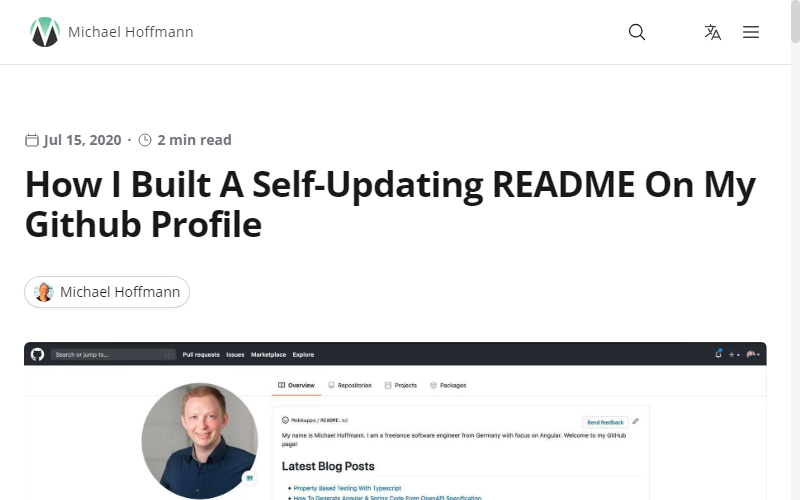 Michael Hoffmann
Jul 15, 2020 · 2 min read
How I Built A Self-Updating README On My
Github Profile
Michael Hoffmann
Search or jump to...
Pull requests Issues Marketplace Explore
Overview Repositories Projects Packages
Mokkapps / README.md
Send feedback
My name is Michael Hoffmann. I am a freelance software engineer from Germany with focus on Angular. Welcome to my GitHub
page!
Latest Blog Posts
• Property Based Testing With Typescript
• How To Generate Angular & Spring Code From OpenAPI Specification